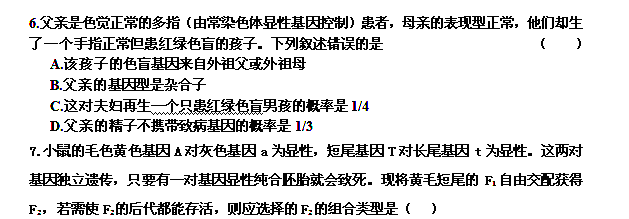 6.父亲是色觉正常的多指（由常染色体显性基因控制）患者，母亲的表现型正常，他们却生
了一个手指正常但患红绿色盲的孩子。下列叙述错误的是 （ ）
A.该孩子的色盲基因来自外祖父或外祖母
B.父亲的基因型是杂合子
C.这对夫妇再生一个只患红绿色盲男孩的概率是 1/4
D.父亲的精子不携带致病基因的概率是 1/3
7.小鼠的毛色黄色基因 A 对灰色基因 a 为显性，短尾基因 T 对长尾基因 t 为显性。这两对
基因独立遗传，只要有一对基因显性纯合胚胎就会致死。现将黄毛短尾的 F₁ 自由交配获得
F₂，若需使 F₂的后代都能存活，则应选择的 F₂ 的组合类型是（ ）